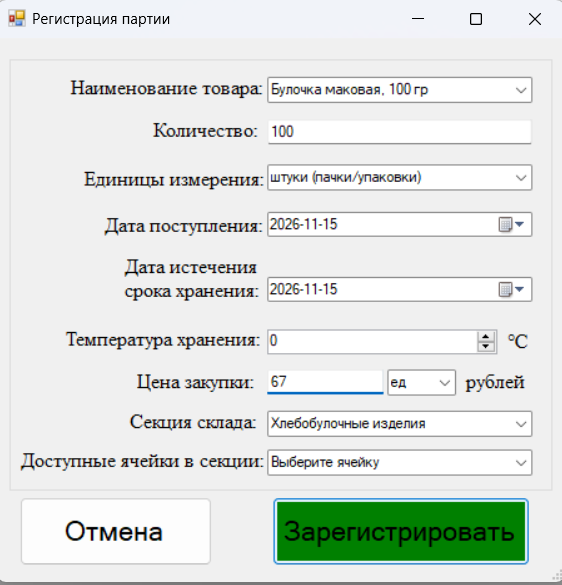 Регистрация партии
Наименование товара: Булочка маковая, 100 гр
Количество: 100
Единицы измерения: штуки (пачки/упаковки)
Дата поступления: 2026-11-15
Дата истечения
срока хранения: 2026-11-15
Температура хранения: 0 °C
Цена закупки: 67 ед рублей
Секция склада: Хлебобулочные изделия
Доступные ячейки в секции: Выберите ячейку
Отмена Зарегистрировать